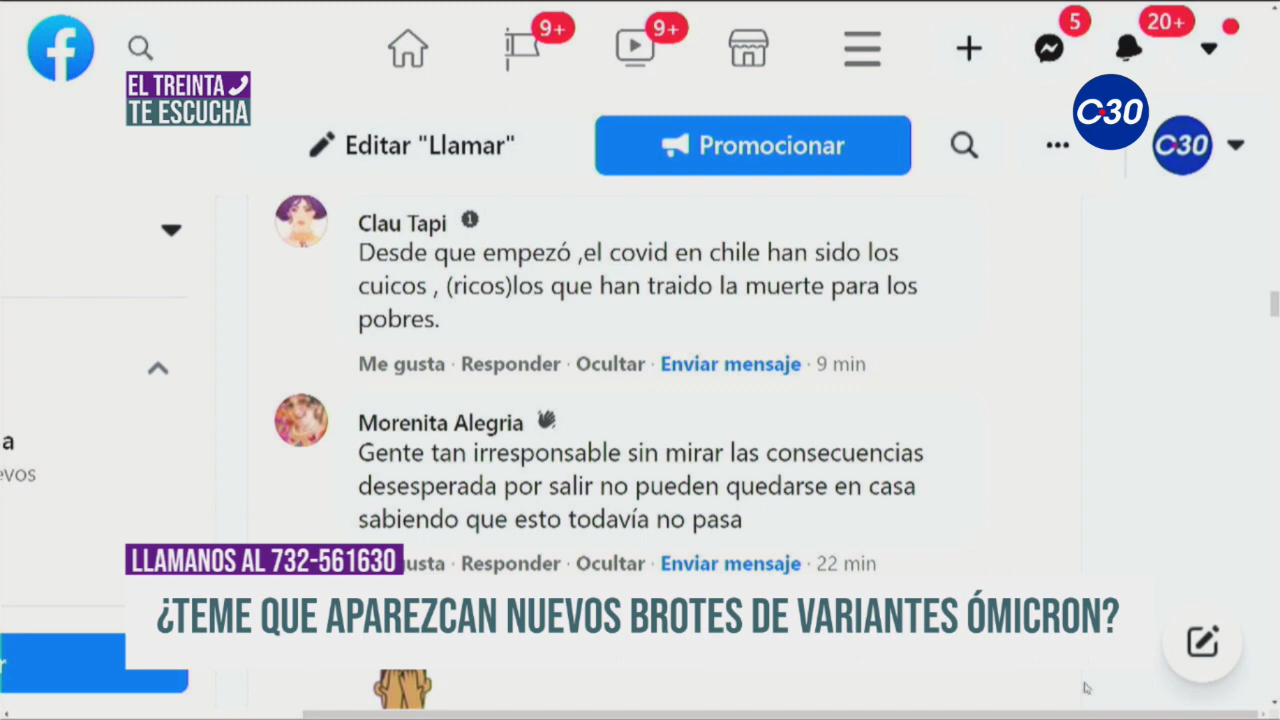 9+
9+
5
20+
EL TREINTA
TE ESCUCHA
C30
Editar "Llamar"
Promocionar
C30
Clau Tapi
Desde que empezó ,el covid en chile han sido los
cuicos , (ricos)los que han traido la muerte para los
pobres.
Me gusta · Responder · Ocultar · Enviar mensaje · 9 min
a
evos
Morenita Alegria
Gente tan irresponsable sin mirar las consecuencias
desesperada por salir no pueden quedarse en casa
sabiendo que esto todavía no pasa
LLAMANOS AL 732-561630
usta · Responder · Ocultar · Enviar mensaje · 22 min
¿TEME QUE APAREZCAN NUEVOS BROTES DE VARIANTES ÓMICRON?
r